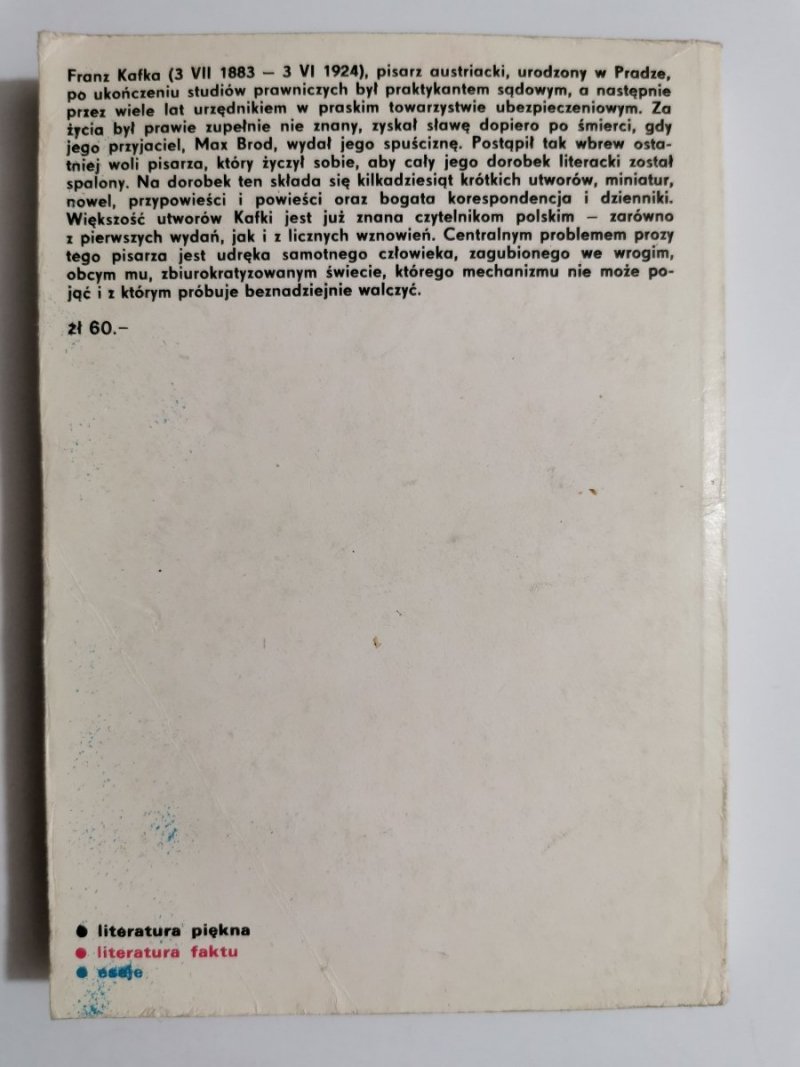 Franz Kafka (3 VII 1883 – 3 VI 1924), pisarz austriacki, urodzony w Pradze,
po ukończeniu studiów prawniczych był praktykantem sądowym, a następnie
przez wiele lat urzędnikiem w praskim towarzystwie ubezpieczeniowym. Za
życia był prawie zupełnie nie znany, zyskał sławę dopiero po śmierci, gdy
jego przyjaciel, Max Brod, wydał jego spuściznę. Postąpił tak wbrew osta-
tniej woli pisarza, który życzył sobie, aby cały jego dorobek literacki został
spalony. Na dorobek ten składa się kilkadziesiąt krótkich utworów, miniatur,
nowel, przypowieści i powieści oraz bogata korespondencja i dzienniki.
Większość utworów Kafki jest już znana czytelnikom polskim – zarówno
z pierwszych wydań, jak i z licznych wznowień. Centralnym problemem prozy
tego pisarza jest udręka samotnego człowieka, zagubionego we wrogim,
obcym mu, zbiurokratyzowanym świecie, którego mechanizmu nie może po-
jąć i z którym próbuje beznadziejnie walczyć.
zł 60.–
• literatura piękna
• literatura faktu
• eseje